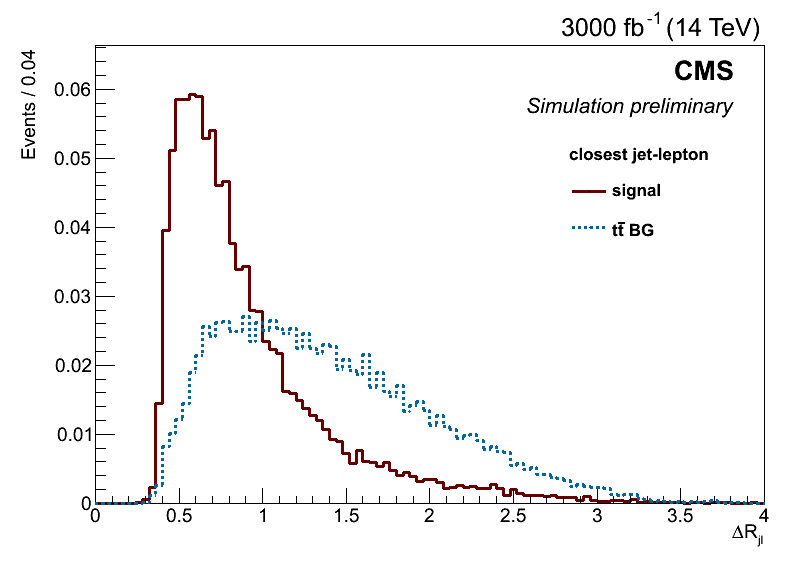 3000 fb⁻¹ (14 TeV)
CMS
Simulation preliminary
closest jet-lepton
signal
tt̄ BG
Events / 0.04
0.06
0.05
0.04
0.03
0.02
0.01
0
0 0.5 1 1.5 2 2.5 3 3.5 4
ΔR_jl